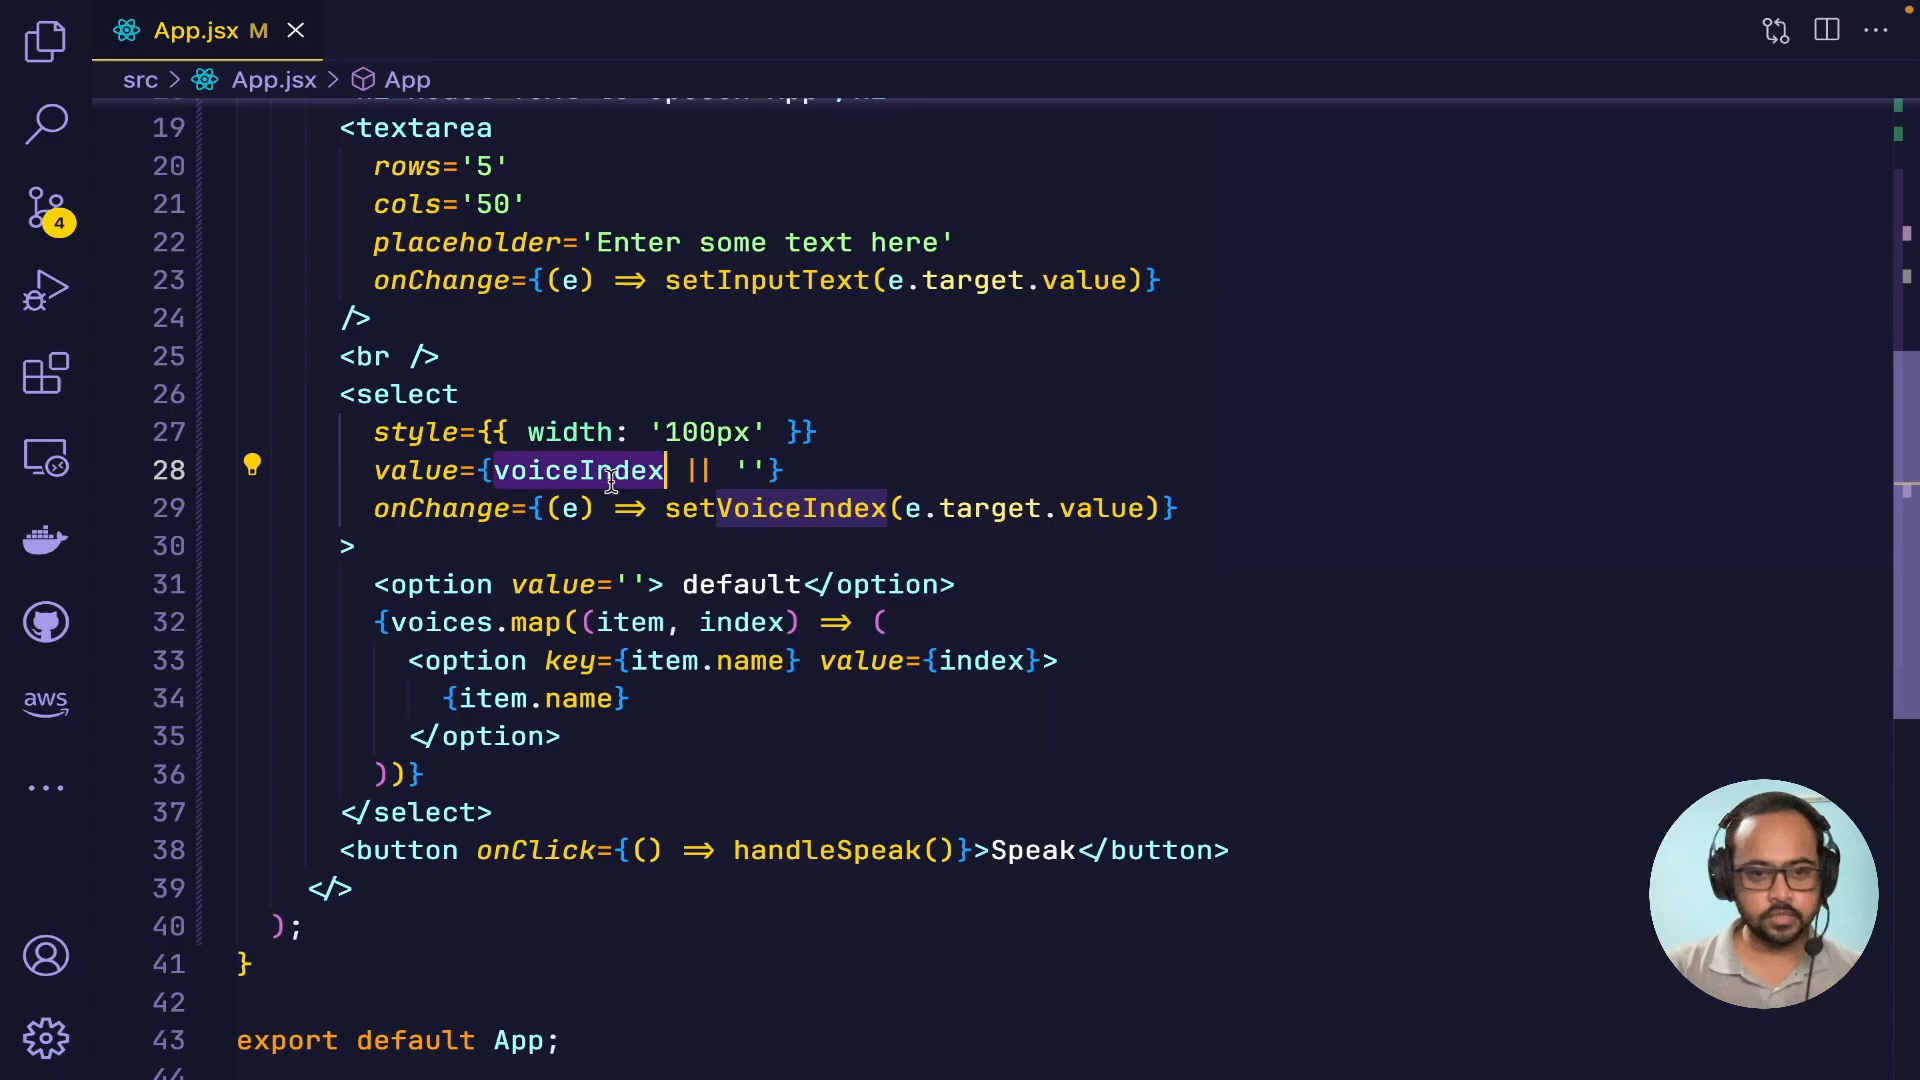 App.jsx M
src > App.jsx > App
19 <textarea
20 rows='5'
21 cols='50'
22 placeholder='Enter some text here'
23 onChange={(e) => setInputText(e.target.value)}
24 />
25 <br />
26 <select
27 style={{ width: '100px' }}
28 value={voiceIndex || ''}
29 onChange={(e) => setVoiceIndex(e.target.value)}
30 >
31 <option value=''> default</option>
32 {voices.map((item, index) => (
33 <option key={item.name} value={index}>
34 {item.name}
35 </option>
36 ))}
37 </select>
38 <button onClick={() => handleSpeak()}>Speak</button>
39 </>
40 );
41 }
42
43 export default App;
4
aws